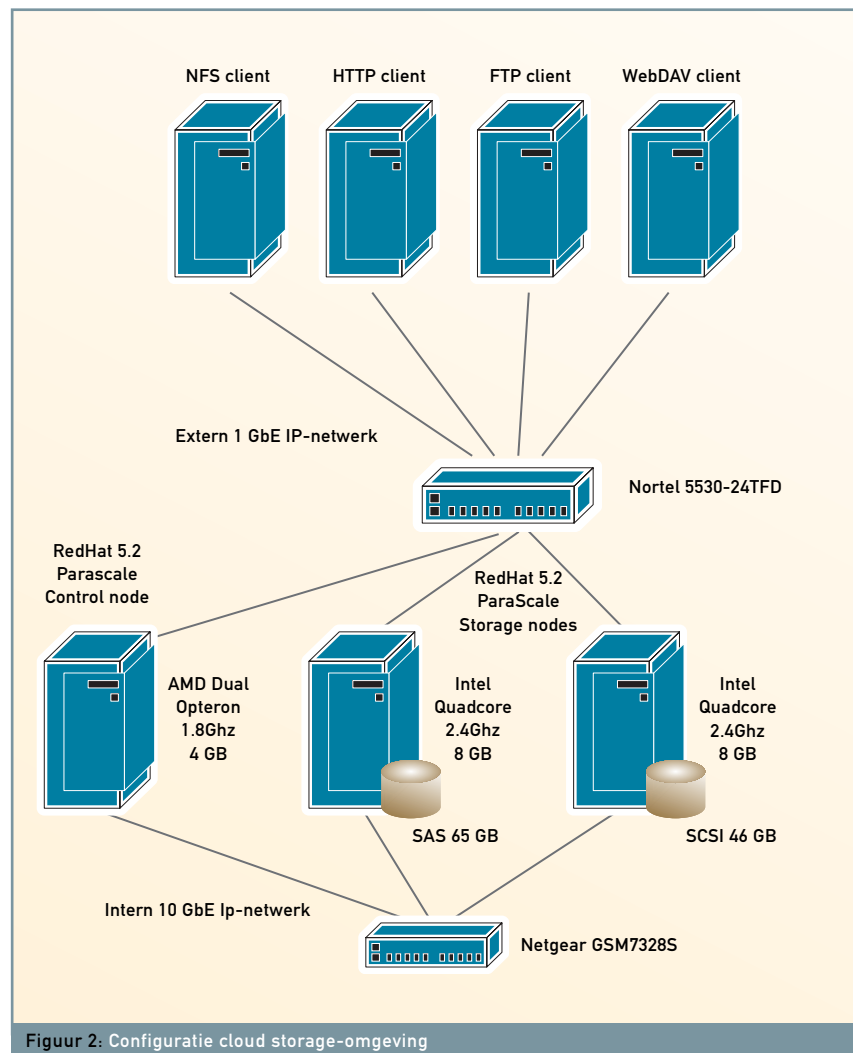 NFS client
HTTP client
FTP client
WebDAV client
Extern 1 GbE IP-netwerk
Nortel 5530-24TFD
RedHat 5.2
Parascale
Control node
RedHat 5.2
ParaScale
Storage nodes
AMD Dual
Opteron
1.8Ghz
4 GB
Intel
Quadcore
2.4Ghz
8 GB
Intel
Quadcore
2.4Ghz
8 GB
SAS 65 GB
SCSI 46 GB
Intern 10 GbE Ip-netwerk
Netgear GSM7328S
Figuur 2: Configuratie cloud storage-omgeving